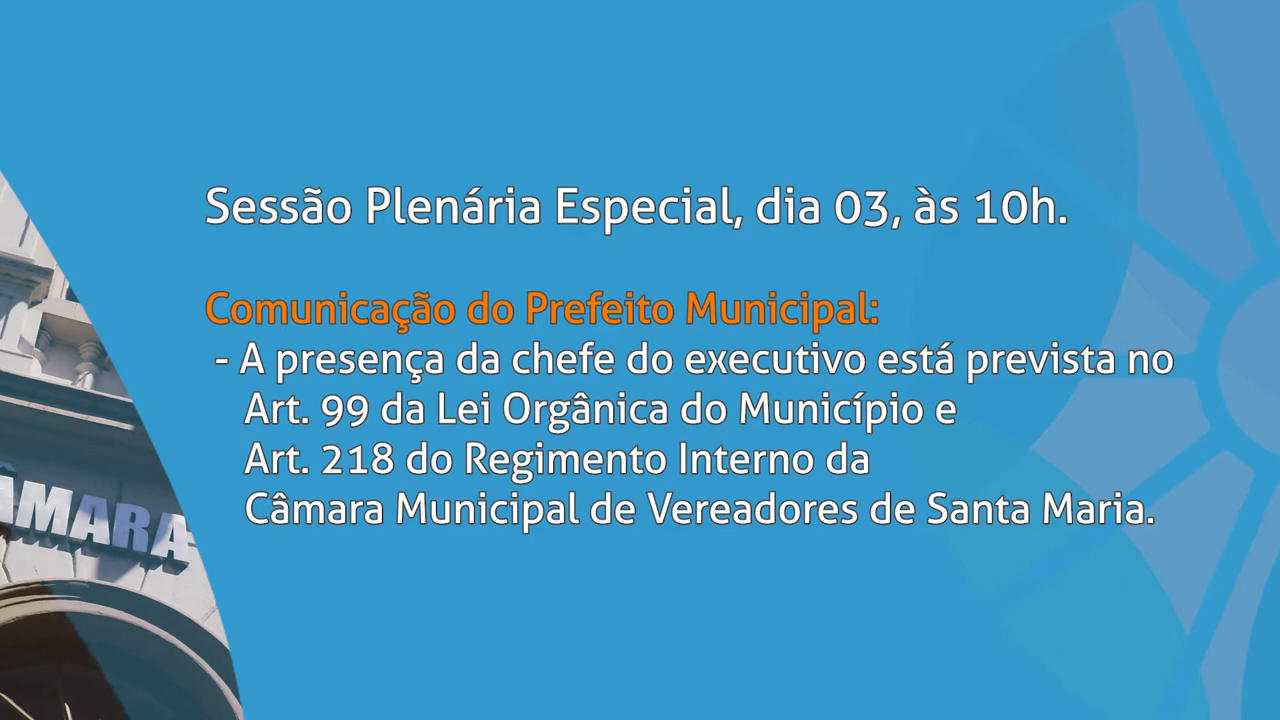 Sessão Plenária Especial, dia 03, às 10h.
Comunicação do Prefeito Municipal:
- A presença da chefe do executivo está prevista no
Art. 99 da Lei Orgânica do Município e
Art. 218 do Regimento Interno da
Câmara Municipal de Vereadores de Santa Maria.
ÂMARA